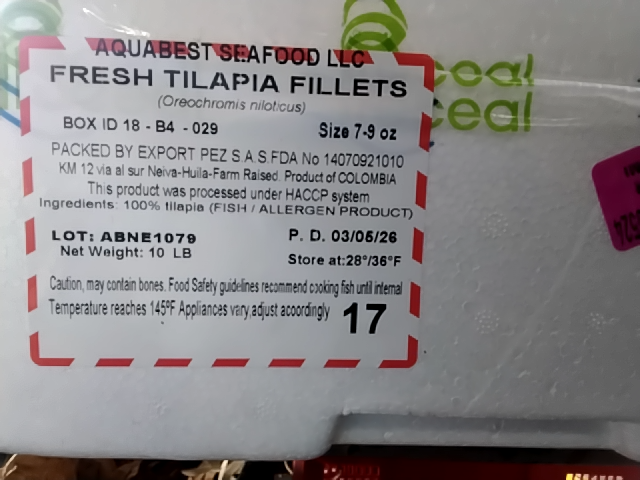 AQUABEST SEAFOOD LLC
FRESH TILAPIA FILLETS
(Oreochromis niloticus)
BOX ID 18 - B4 - 029 Size 7-9 oz
PACKED BY EXPORT PEZ S.A.S.FDA No 14070921010
KM 12 via al sur Neiva-Huila-Farm Raised. Product of COLOMBIA
This product was processed under HACCP system
Ingredients: 100% tilapia (FISH / ALLERGEN PRODUCT)
LOT: ABNE1079 P. D. 03/05/26
Net Weight: 10 LB Store at:28°/36°F
Caution, may contain bones. Food Safety guidelines recommend cooking fish until internal
Temperature reaches 145ºF Appliances vary,adjust accordingly 17
ceal
ceal